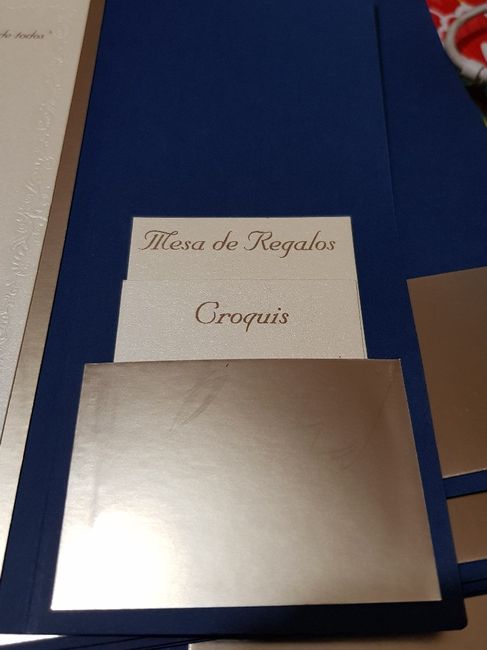 de todos"
Mesa de Regalos
Croquis